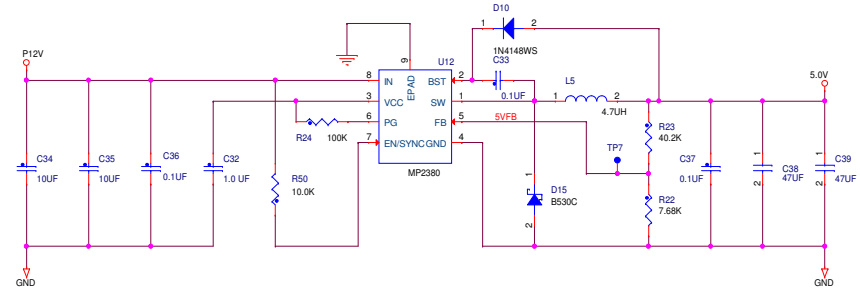 D10
1 2
1N4148WS
P12V
9
U12
C33
EPAD
8 IN BST 2
0.1UF
L5
5.0V
3 VCC SW 1
1 2
4.7UH
6 PG FB 5
5VFB
R24
100K
7 EN/SYNC GND 4
MP2380
R23
40.2K
TP7
C34
10UF
C35
10UF
C36
0.1UF
C32
1.0 UF
R50
10.0K
1
D15
B530C
2
R22
7.68K
C37
0.1UF
1
C38
47UF
2
1
C39
47UF
2
GND
GND